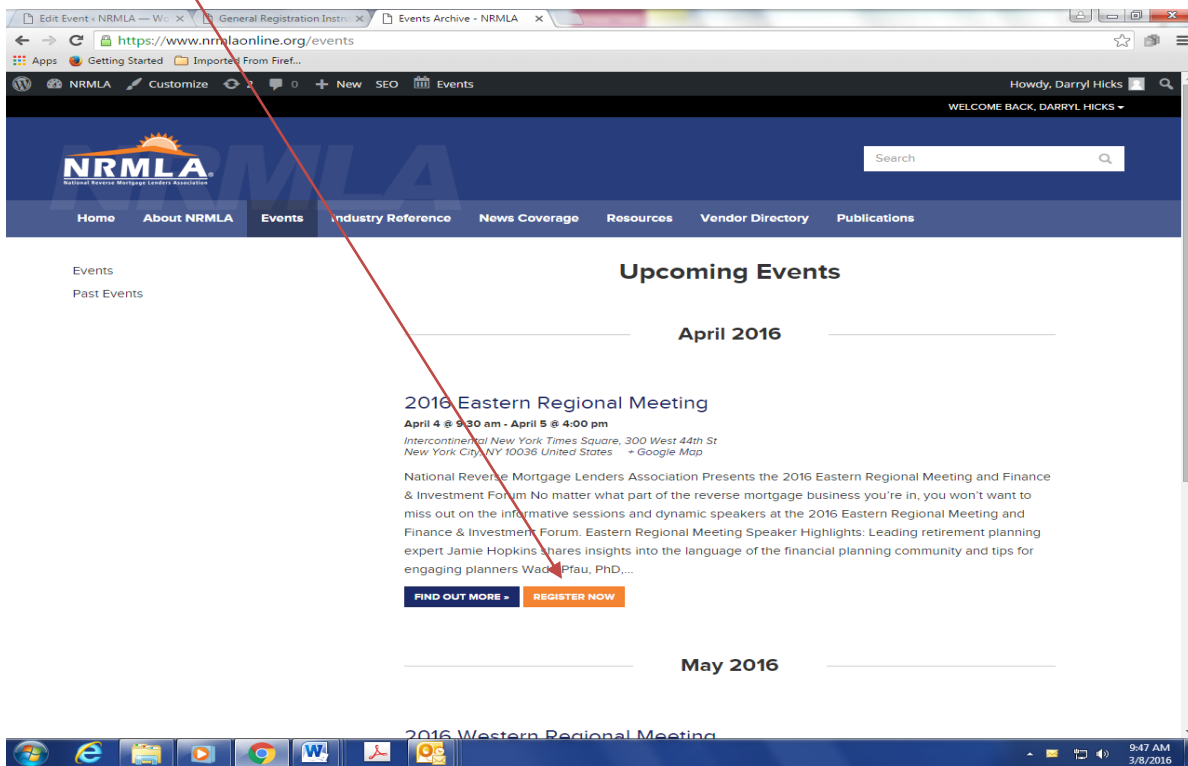 Edit Event ‹ NRMLA — Wo
General Registration Instru
Events Archive - NRMLA
https://www.nrmlaonline.org/events
Apps Getting Started Imported From Firef...
NRMLA Customize 2 0 + New SEO Events Howdy, Darryl Hicks
WELCOME BACK, DARRYL HICKS
NRMLA
NRMLA
National Reverse Mortgage Lenders Association
Search
Home About NRMLA Events Industry Reference News Coverage Resources Vendor Directory Publications
Events
Past Events
Upcoming Events
April 2016
2016 Eastern Regional Meeting
April 4 @ 9:30 am - April 5 @ 4:00 pm
Intercontinental New York Times Square, 300 West 44th St
New York City, NY 10036 United States + Google Map
National Reverse Mortgage Lenders Association Presents the 2016 Eastern Regional Meeting and Finance
& Investment Forum No matter what part of the reverse mortgage business you're in, you won't want to
miss out on the informative sessions and dynamic speakers at the 2016 Eastern Regional Meeting and
Finance & Investment Forum. Eastern Regional Meeting Speaker Highlights: Leading retirement planning
expert Jamie Hopkins shares insights into the language of the financial planning community and tips for
engaging planners Wade Pfau, PhD,...
FIND OUT MORE » REGISTER NOW
May 2016
2016 Western Regional Meeting
9:47 AM
3/8/2016